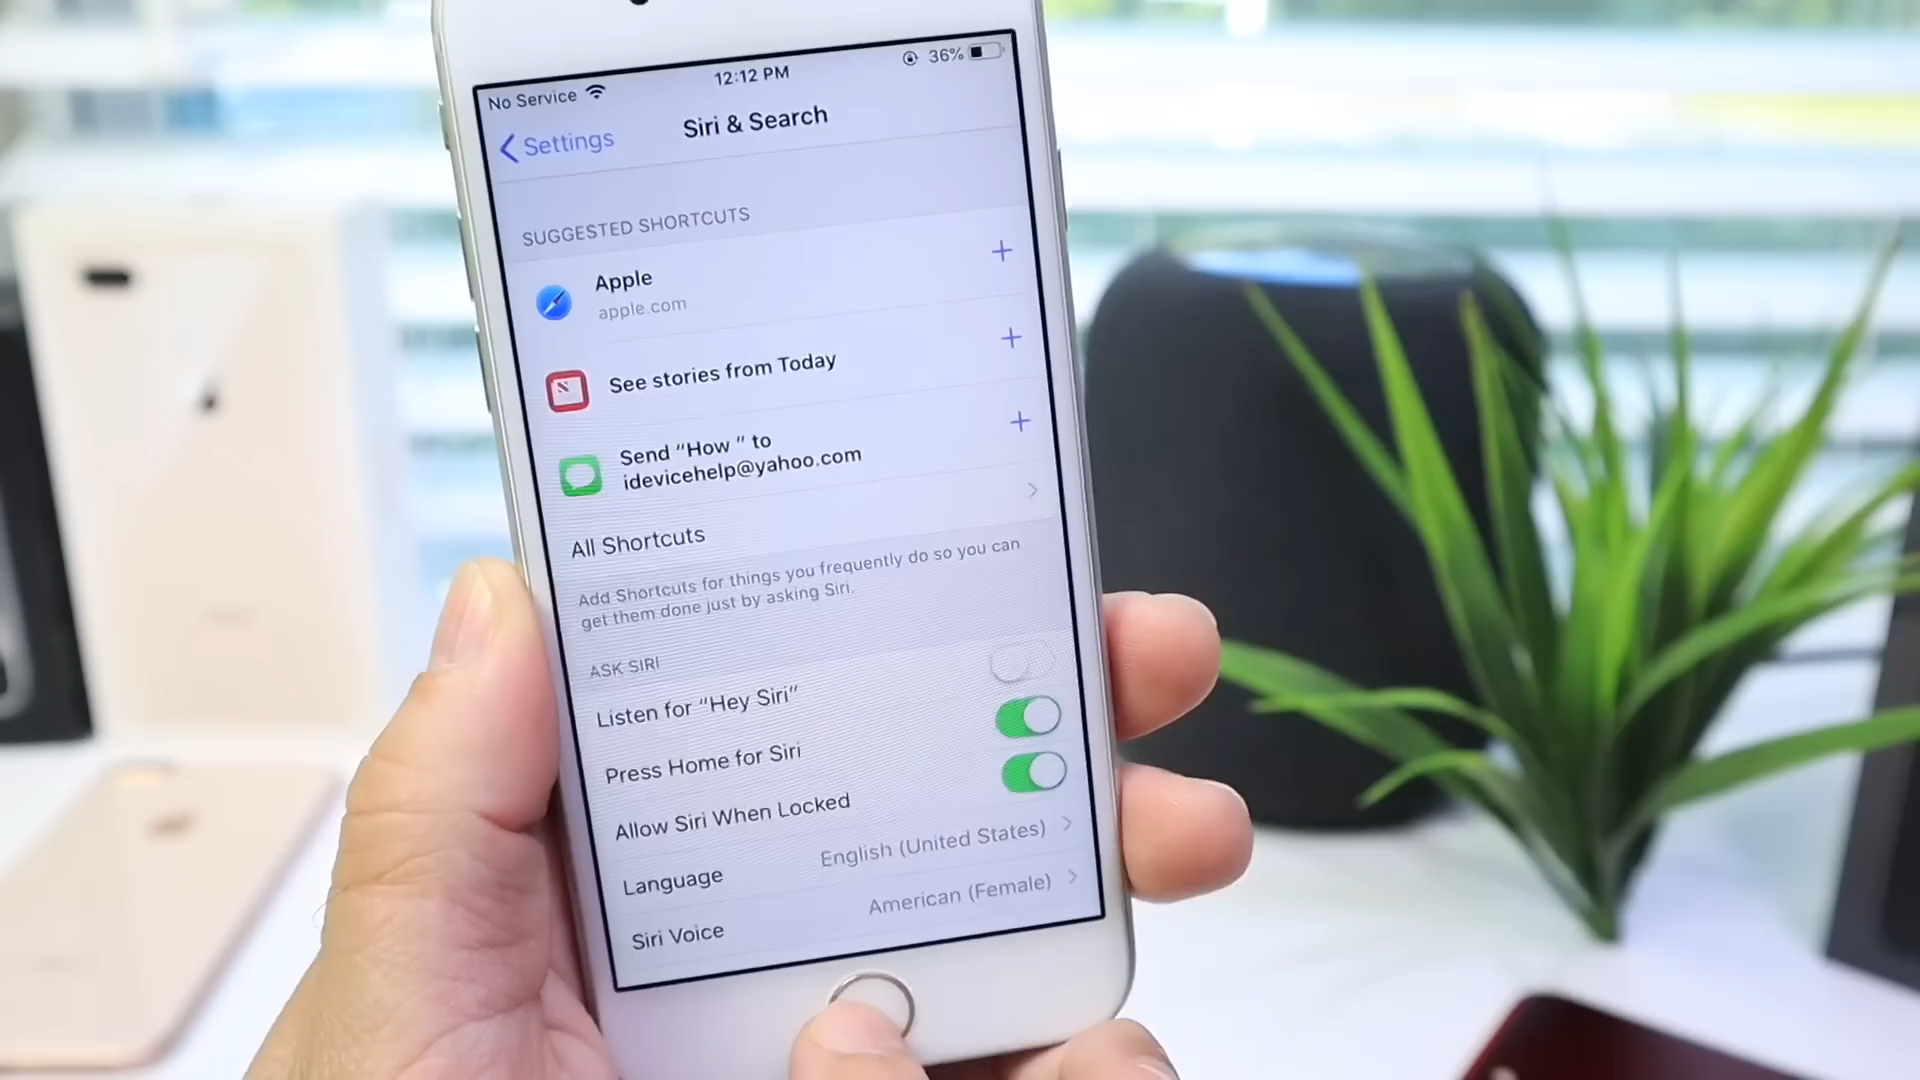 No Service
12:12 PM
36%
Settings
Siri & Search
SUGGESTED SHORTCUTS
Apple
apple.com
See stories from Today
Send “How ” to
idevicehelp@yahoo.com
All Shortcuts
Add Shortcuts for things you frequently do so you can
get them done just by asking Siri.
ASK SIRI
Listen for “Hey Siri”
Press Home for Siri
Allow Siri When Locked
Language
English (United States)
Siri Voice
American (Female)